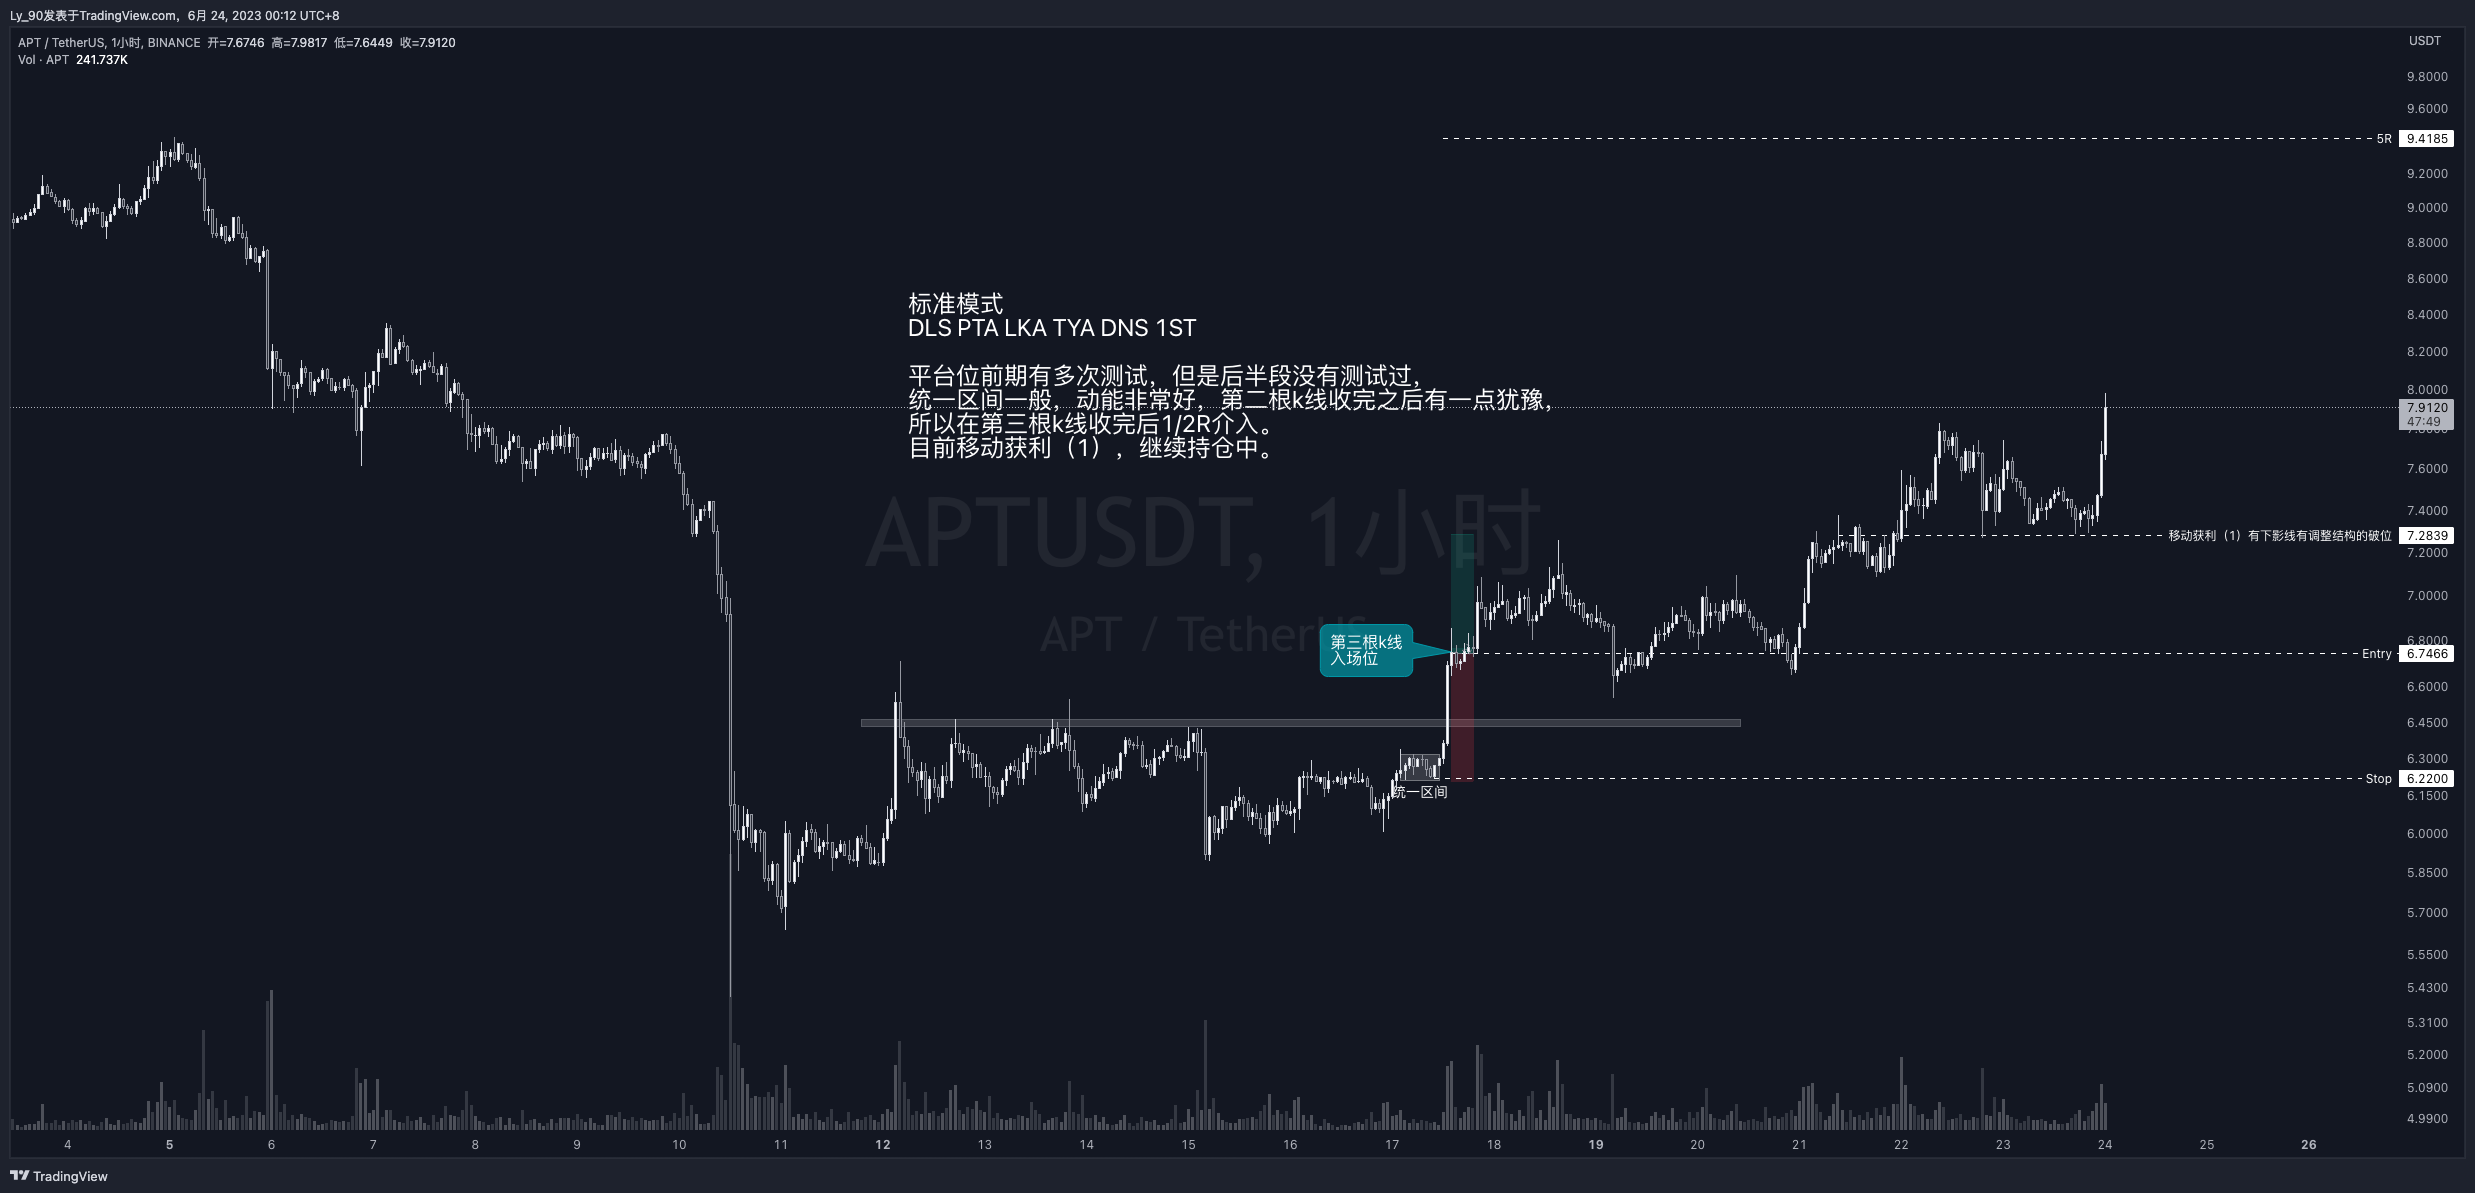 Ly_90发表于TradingView.com，6月 24, 2023 00:12 UTC+8
APT / TetherUS, 1小时, BINANCE 开=7.6746 高=7.9817 低=7.6449 收=7.9120
Vol · APT 241.737K
USDT
9.8000
9.6000
5R 9.4185
9.2000
9.0000
8.8000
8.6000
标准模式
DLS PTA LKA TYA DNS 1ST
8.4000
8.2000
平台位前期有多次测试，但是后半段没有测试过，
8.0000
统一区间一般，动能非常好，第二根k线收完之后有一点犹豫，
7.9120
所以在第三根k线收完后1/2R介入。
47:49
7.8000
目前移动获利（1），继续持仓中。
7.6000
7.4000
APTUSDT, 1小时
移动获利（1）有下影线有调整结构的破位 7.2839
7.2000
7.0000
APT / TetherUS
第三根k线
入场位
6.8000
Entry 6.7466
6.6000
6.4500
6.3000
Stop 6.2200
统一区间
6.1500
6.0000
5.8500
5.7000
5.5500
5.4300
5.3100
5.2000
5.0900
4.9900
4 5 6 7 8 9 10 11 12 13 14 15 16 17 18 19 20 21 22 23 24 25 26
TradingView